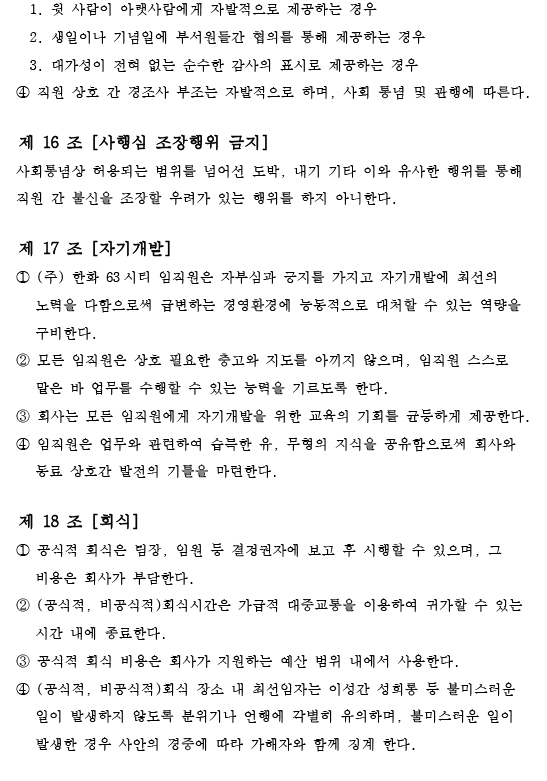 1. 윗 사람이 아랫사람에게 자발적으로 제공하는 경우
2. 생일이나 기념일에 부서원들간 협의를 통해 제공하는 경우
3. 대가성이 전혀 없는 순수한 감사의 표시로 제공하는 경우
④ 직원 상호 간 경조사 부조는 자발적으로 하며, 사회 통념 및 관행에 따른다.
제 16 조 [사행심 조장행위 금지]
사회통념상 허용되는 범위를 넘어선 도박, 내기 기타 이와 유사한 행위를 통해
직원 간 불신을 조장할 우려가 있는 행위를 하지 아니한다.
제 17 조 [자기개발]
① (주) 한화 63시티 임직원은 자부심과 긍지를 가지고 자기개발에 최선의
노력을 다함으로써 급변하는 경영환경에 능동적으로 대처할 수 있는 역량을
구비한다.
② 모든 임직원은 상호 필요한 충고와 지도를 아끼지 않으며, 임직원 스스로
맡은 바 업무를 수행할 수 있는 능력을 기르도록 한다.
③ 회사는 모든 임직원에게 자기개발을 위한 교육의 기회를 균등하게 제공한다.
④ 임직원은 업무와 관련하여 습득한 유, 무형의 지식을 공유함으로써 회사와
동료 상호간 발전의 기틀을 마련한다.
제 18 조 [회식]
① 공식적 회식은 팀장, 임원 등 결정권자에 보고 후 시행할 수 있으며, 그
비용은 회사가 부담한다.
② (공식적, 비공식적)회식시간은 가급적 대중교통을 이용하여 귀가할 수 있는
시간 내에 종료한다.
③ 공식적 회식 비용은 회사가 지원하는 예산 범위 내에서 사용한다.
④ (공식적, 비공식적)회식 장소 내 최선임자는 이성간 성희롱 등 불미스러운
일이 발생하지 않도록 분위기나 언행에 각별히 유의하며, 불미스러운 일이
발생한 경우 사안의 경중에 따라 가해자와 함께 징계 한다.